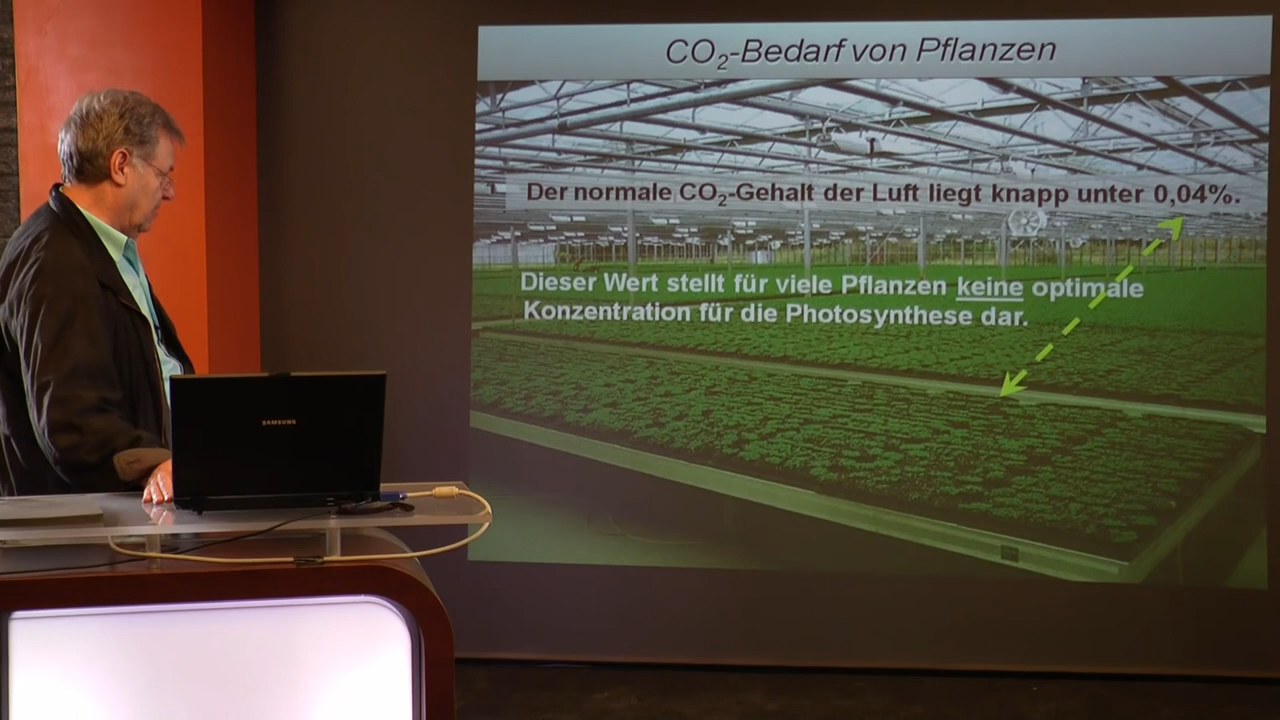 CO₂-Bedarf von Pflanzen
Der normale CO₂-Gehalt der Luft liegt knapp unter 0,04%.
Dieser Wert stellt für viele Pflanzen keine optimale
Konzentration für die Photosynthese dar.
SAMSUNG